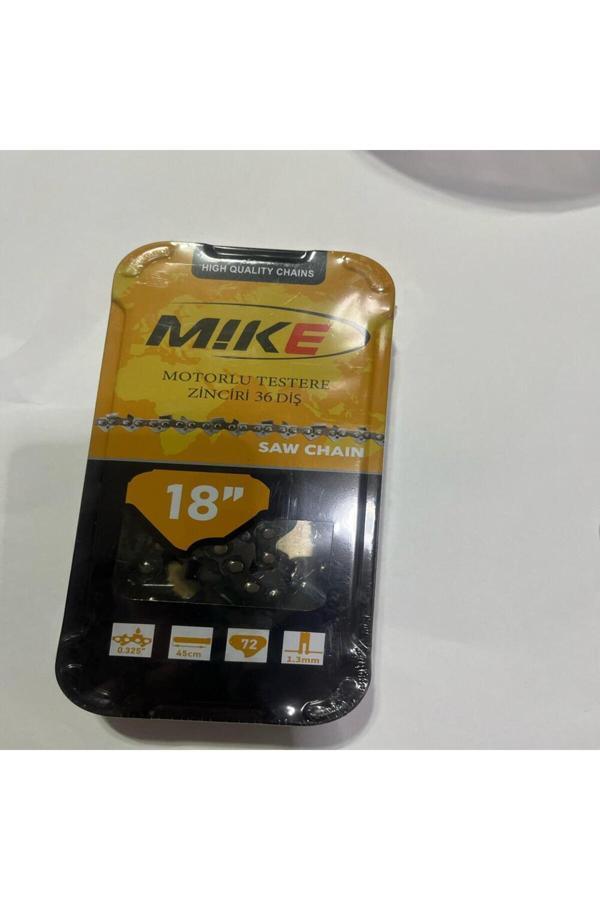 HIGH QUALITY CHAINS
M!KE
MOTORLU TESTERE
ZİNCİRİ 36 DİŞ
SAW CHAIN
18"
0.325"
45cm
72
1.3mm